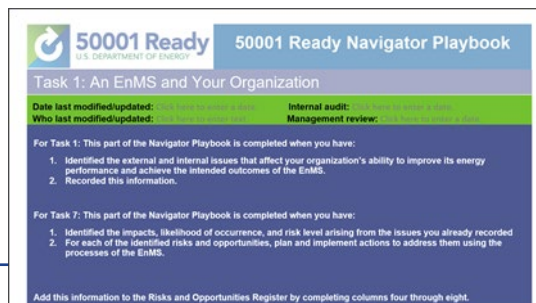 50001 Ready
U.S. DEPARTMENT OF ENERGY
50001 Ready Navigator Playbook
Task 1: An EnMS and Your Organization
Date last modified/updated: Click here to enter a date. Internal audit: Click here to enter a date.
Who last modified/updated: Click here to enter text. Management review: Click here to enter a date.
For Task 1: This part of the Navigator Playbook is completed when you have:
1. Identified the external and internal issues that affect your organization's ability to improve its energy
performance and achieve the intended outcomes of the EnMS.
2. Recorded this information.
For Task 7: This part of the Navigator Playbook is completed when you have:
1. Identified the impacts, likelihood of occurrence, and risk level arising from the issues you already recorded
2. For each of the identified risks and opportunities, plan and implement actions to address them using the
processes of the EnMS.
Add this information to the Risks and Opportunities Register by completing columns four through eight.